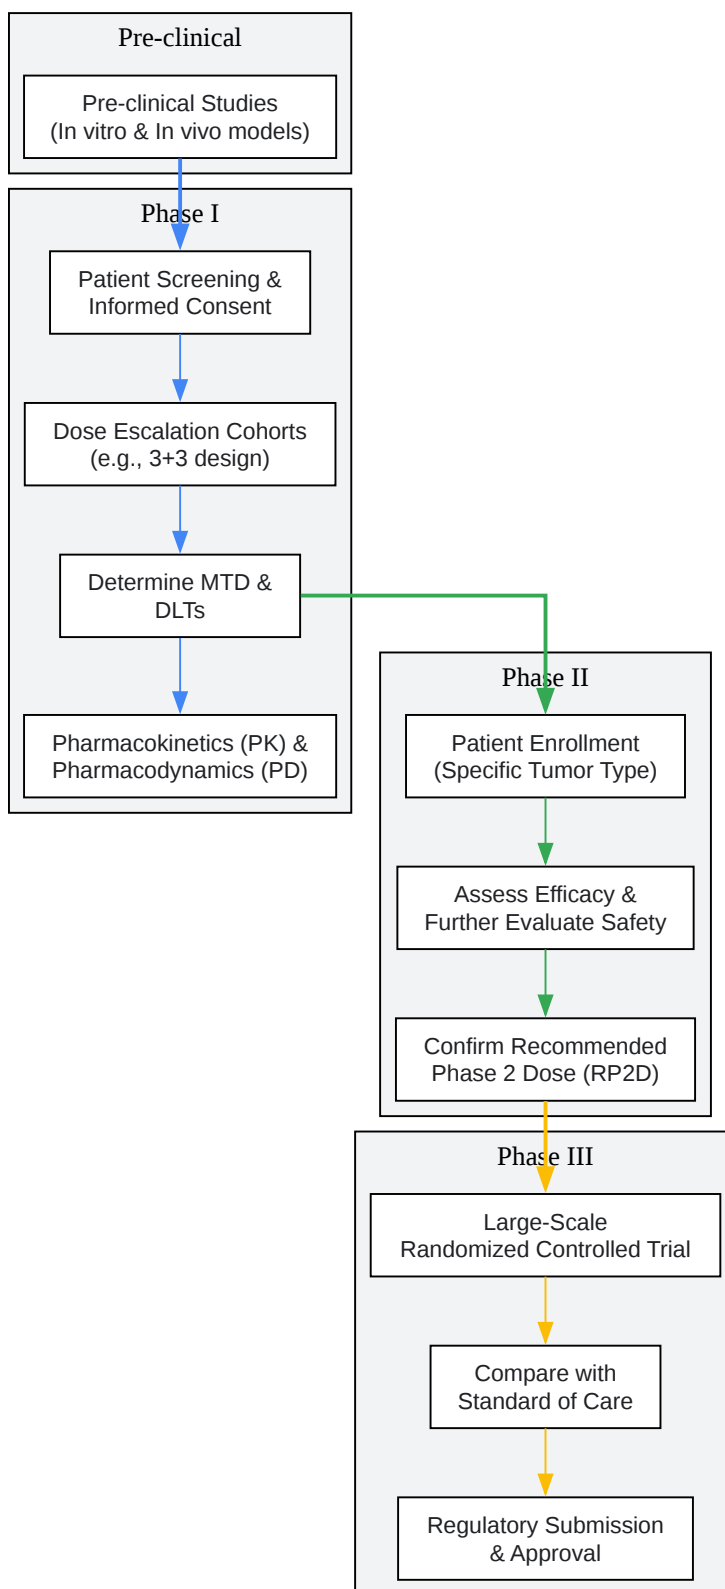 Pre-clinical
Pre-clinical Studies
(In vitro & In vivo models)
Phase I
Patient Screening &
Informed Consent
Dose Escalation Cohorts
(e.g., 3+3 design)
Determine MTD &
DLTs
Pharmacokinetics (PK) &
Pharmacodynamics (PD)
Phase II
Patient Enrollment
(Specific Tumor Type)
Assess Efficacy &
Further Evaluate Safety
Confirm Recommended
Phase 2 Dose (RP2D)
Phase III
Large-Scale
Randomized Controlled Trial
Compare with
Standard of Care
Regulatory Submission
& Approval